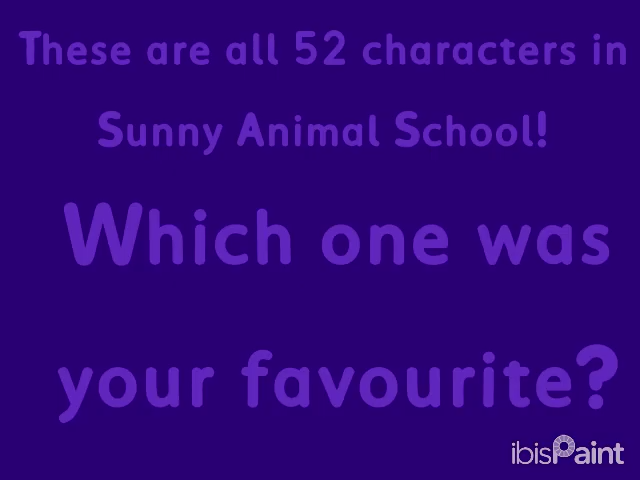 These are all 52 characters in
Sunny Animal School!
Which one was
your favourite?
ibisPaint